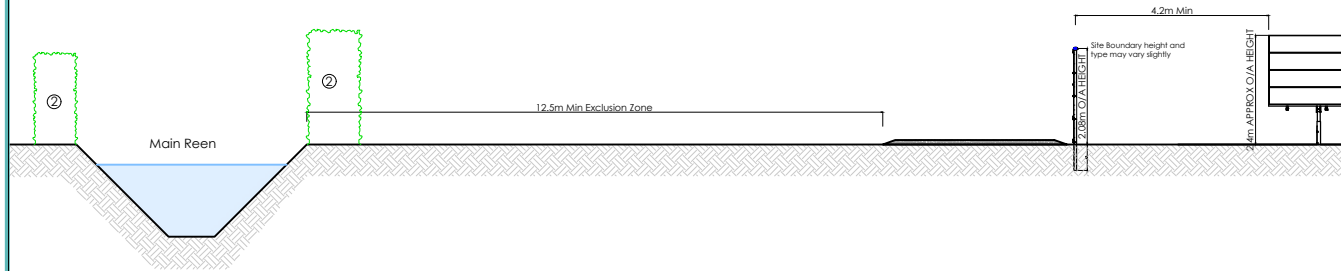 4.2m Min
Site Boundary height and
type may vary slightly
2.08m O/A HEIGHT
2.4m APPROX O/A HEIGHT
②
②
12.5m Min Exclusion Zone
Main Reen